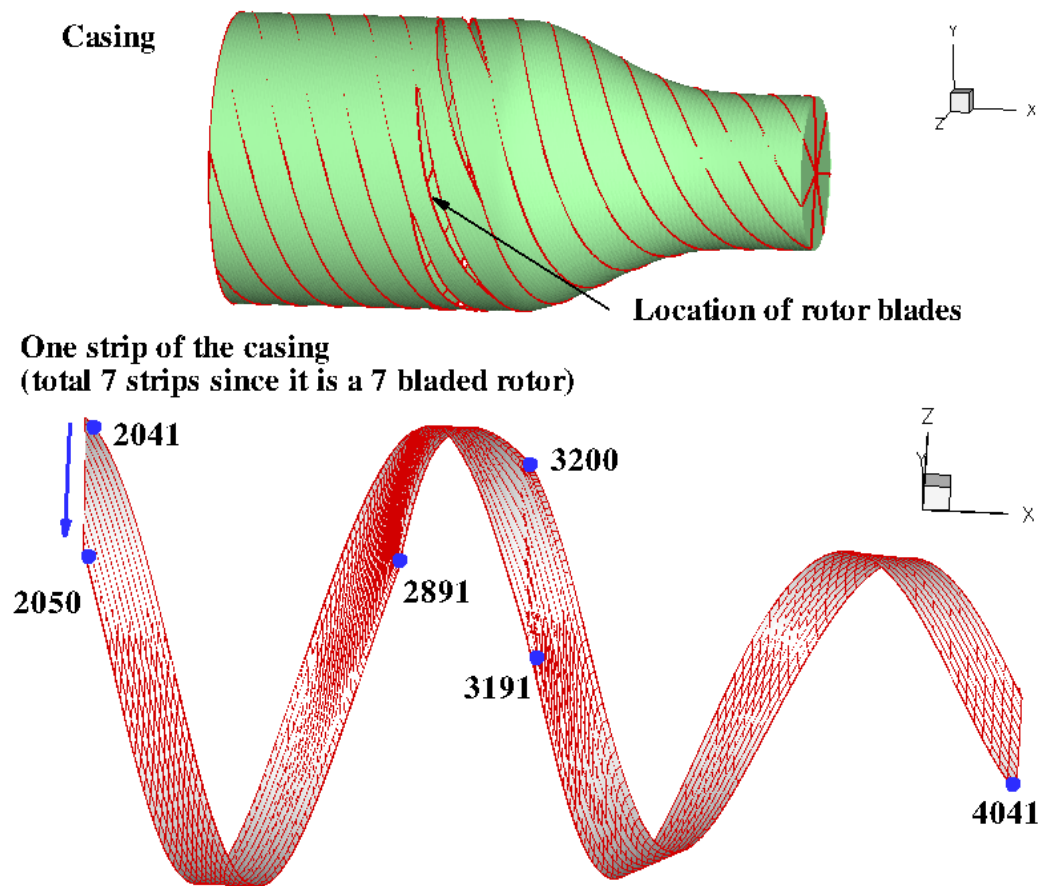 Casing
Y
X
Z
Location of rotor blades
One strip of the casing
(total 7 strips since it is a 7 bladed rotor)
2041
3200
Z
Y
X
2050
2891
3191
4041